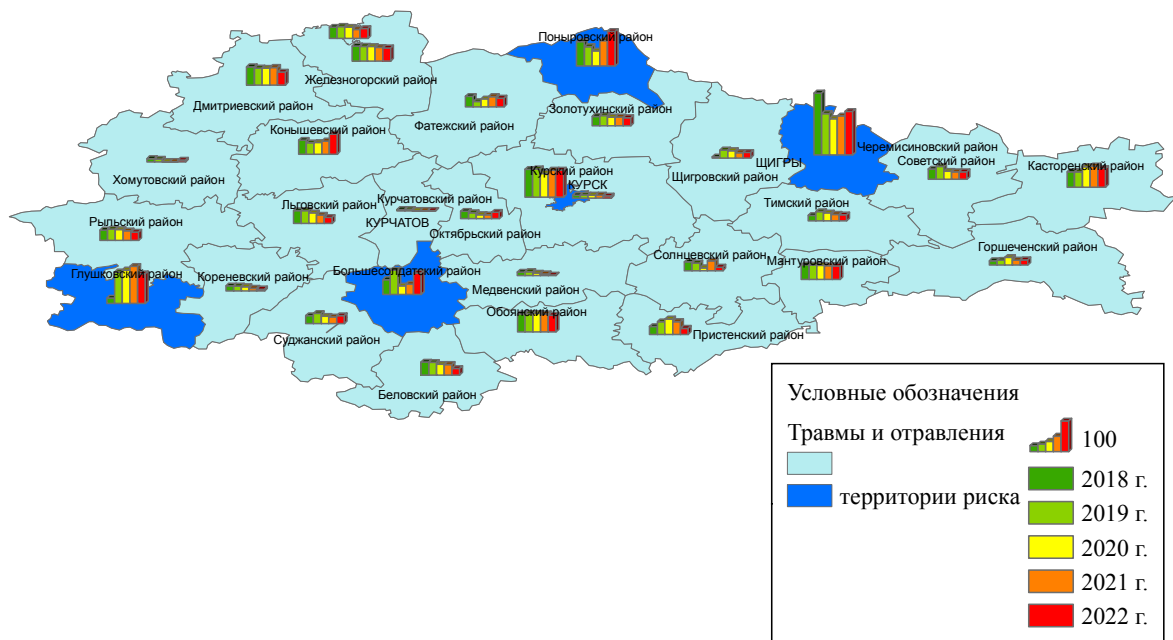 Поныровский район
Железногорский район
Дмитриевский район
Золотухинский район
Фатежский район
Конышевский район
ЩИГРЫ
Черемисиновский район
Советский район
Касторенский район
Щигровский район
Хомутовский район
Курский район
КУРСК
Курчатовский район
Льговский район
КУРЧАТОВ
Октябрьский район
Тимский район
Рыльский район
Горшеченский район
Солнцевский район
Мантуровский район
Глушковский район
Кореневский район
Большесолдатский район
Медвенский район
Обоянский район
Пристенский район
Суджанский район
Беловский район
Условные обозначения
Травмы и отравления
территории риска
100
2018 г.
2019 г.
2020 г.
2021 г.
2022 г.